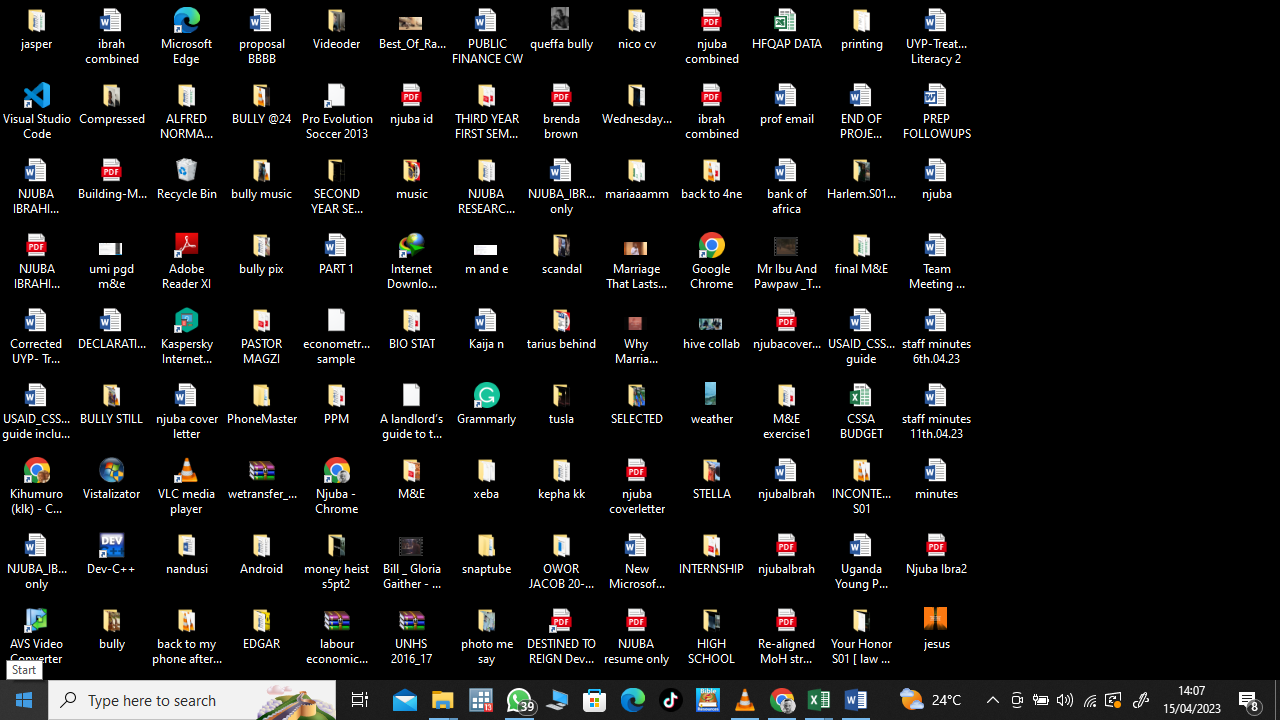 jasper
ibrah combined
Microsoft Edge
proposal BBBB
Videoder
Best_Of_Ra...
PUBLIC FINANCE CW
queffa bully
nico cv
njuba combined
HFQAP DATA
printing
UYP-Treat... Literacy 2
Visual Studio Code
Compressed
ALFRED NORMA...
BULLY @24
Pro Evolution Soccer 2013
njuba id
THIRD YEAR FIRST SEM...
brenda brown
Wednesday...
ibrah combined
prof email
END OF PROJE...
PREP FOLLOWUPS
NJUBA IBRAHI...
Building-M...
Recycle Bin
bully music
SECOND YEAR SE...
music
NJUBA RESEARC...
NJUBA_IBR... only
mariaaamm
back to 4ne
bank of africa
Harlem.S01...
njuba
NJUBA IBRAHI...
umi pgd m&e
Adobe Reader XI
bully pix
PART 1
Internet Downlo...
m and e
scandal
Marriage That Lasts...
Google Chrome
Mr Ibu And Pawpaw _T...
final M&E
Team Meeting ...
Corrected UYP- Tr...
DECLARATI...
Kaspersky Internet...
PASTOR MAGZI
econometr... sample
BIO STAT
Kaija n
tarius behind
Why Marria...
hive collab
njubacover...
USAID_CSS... guide
staff minutes 6th.04.23
USAID_CSS... guide inclu...
BULLY STILL
njuba cover letter
PhoneMaster
PPM
A landlord's guide to t...
Grammarly
tusla
SELECTED
weather
M&E exercise1
CSSA BUDGET
staff minutes 11th.04.23
Kihumuro (klk) - C...
Vistalizator
VLC media player
wetransfer_...
Njuba - Chrome
M&E
xeba
kepha kk
njuba coverletter
STELLA
njubaIbrah
INCONTE... S01
minutes
NJUBA_IB... only
Dev-C++
nandusi
Android
money heist s5pt2
Bill _ Gloria Gaither - ...
snaptube
OWOR JACOB 20-...
New Microsof...
INTERNSHIP
njubaIbrah
Uganda Young P...
Njuba Ibra2
AVS Video Converter
bully
back to my phone after...
EDGAR
labour economic...
UNHS 2016_17
photo me say
DESTINED TO REIGN Dev...
NJUBA resume only
HIGH SCHOOL
Re-aligned MoH str...
Your Honor S01 [ law ...
jesus
Start
Type here to search
13
39
24°C
14:07
15/04/2023
8